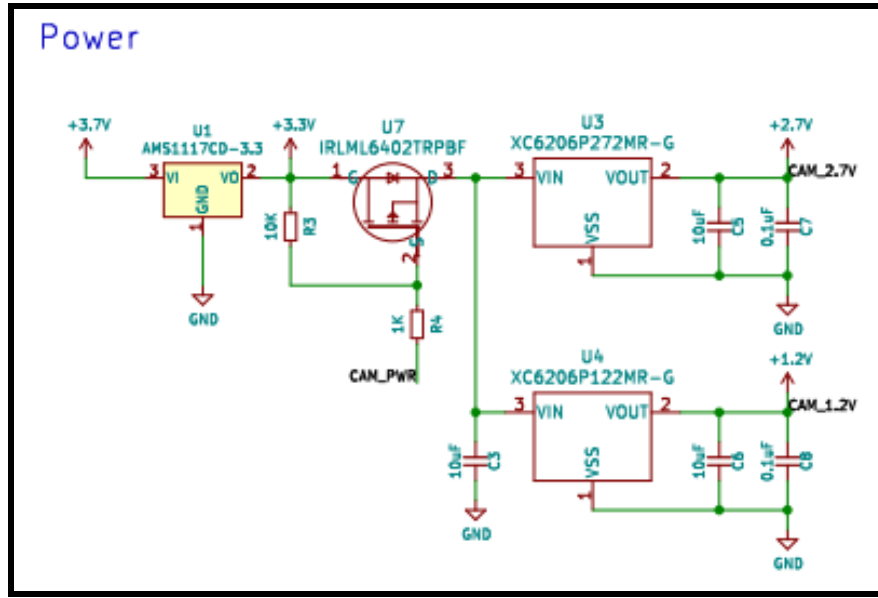 Power
+3.7V
U1
AMS1117CD-3.3
3
VI
VO
2
GND
1
GND
+3.3V
10K
R3
U7
IRLML6402TRPBF
1
G
D
3
S
2
1K
R4
CAM_PWR
U3
XC6206P272MR-G
3
VIN
VOUT
2
VSS
1
+2.7V
CAM_2.7V
10uF
C5
0.1uF
C7
GND
U4
XC6206P122MR-G
3
VIN
VOUT
2
VSS
1
+1.2V
CAM_1.2V
10uF
C3
GND
10uF
C6
0.1uF
C8
GND